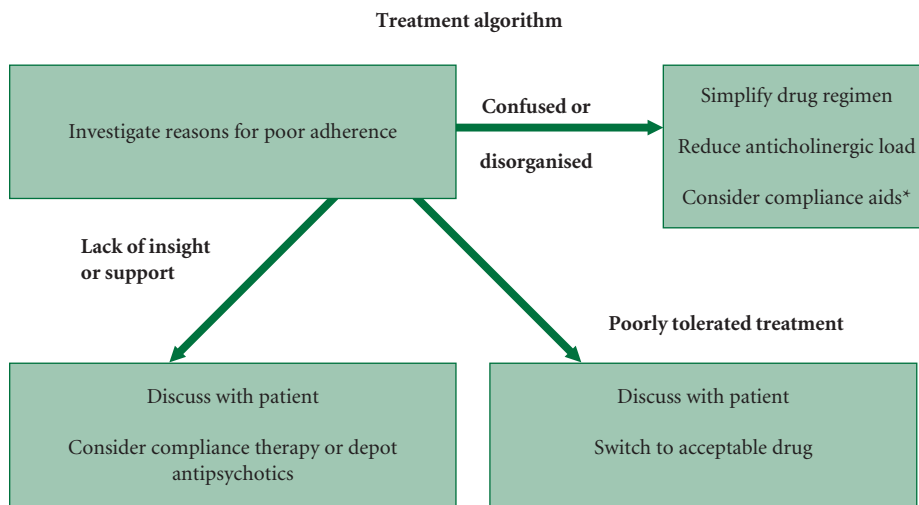 Treatment algorithm
Investigate reasons for poor adherence
Confused or
disorganised
Simplify drug regimen
Reduce anticholinergic load
Consider compliance aids*
Lack of insight
or support
Poorly tolerated treatment
Discuss with patient
Consider compliance therapy or depot
antipsychotics
Discuss with patient
Switch to acceptable drug